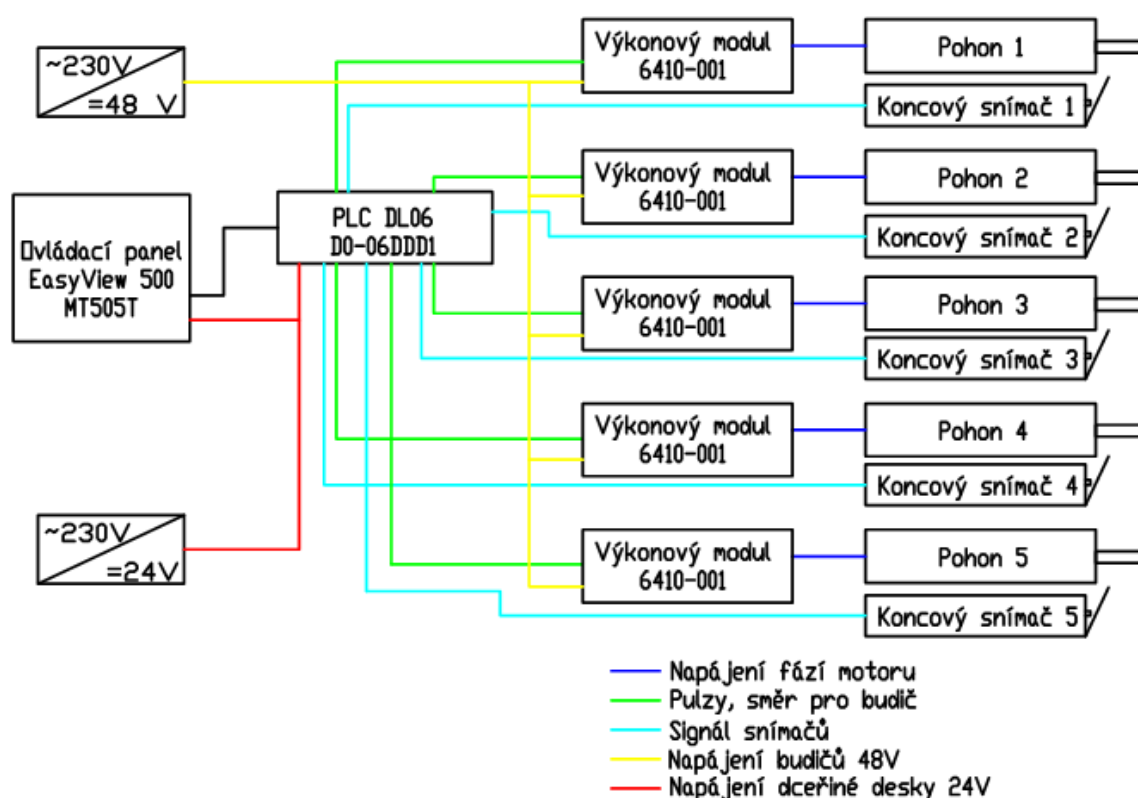 ~230V
=48 V
Výkonový modul
6410-001
Pohon 1
Koncový snímač 1
Výkonový modul
6410-001
Pohon 2
Koncový snímač 2
Ovládací panel
EasyView 500
MT505T
PLC DL06
D0-06DDD1
Výkonový modul
6410-001
Pohon 3
Koncový snímač 3
Výkonový modul
6410-001
Pohon 4
Koncový snímač 4
~230V
=24V
Výkonový modul
6410-001
Pohon 5
Koncový snímač 5
Napájení fází motoru
Pulzy, směr pro budič
Signál snímačů
Napájení budičů 48V
Napájení dceřiné desky 24V